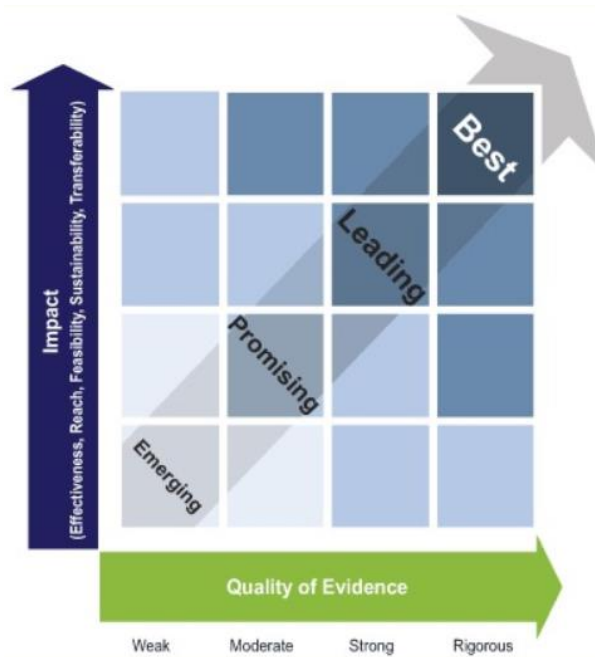 Impact
(Effectiveness, Reach, Feasibility, Sustainability, Transferability)
Best
Leading
Promising
Emerging
Quality of Evidence
Weak Moderate Strong Rigorous